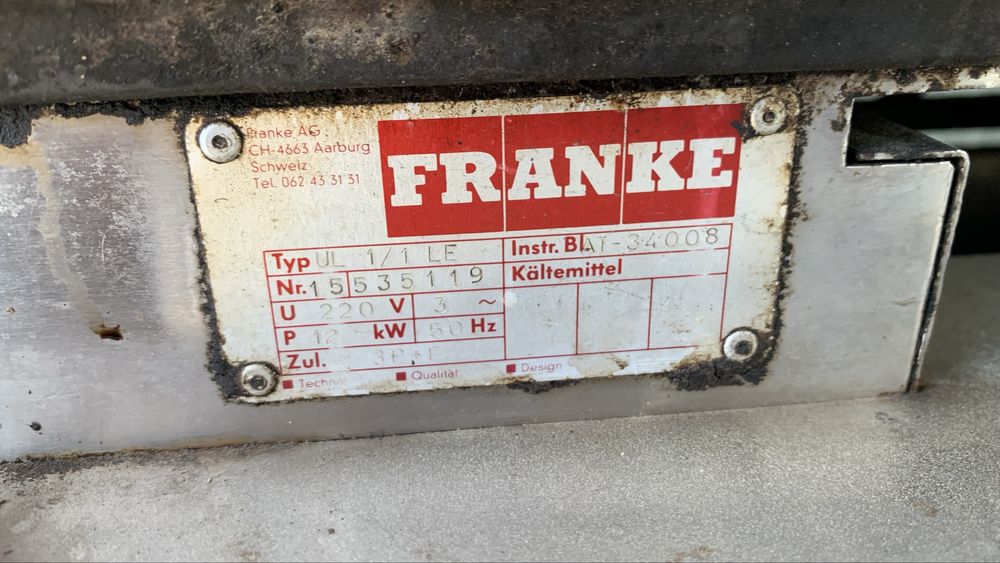 Franke AG
CH-4663 Aarburg
Schweiz
Tel. 062 43 31 31
FRANKE
Typ UL 1/1 LE
Nr. 15535119
U 220 V 3 ~
P 12 kW 50 Hz
Zul. 3P+E
Instr. Bl. AT-34008
Kältemittel
Technik Qualität Design